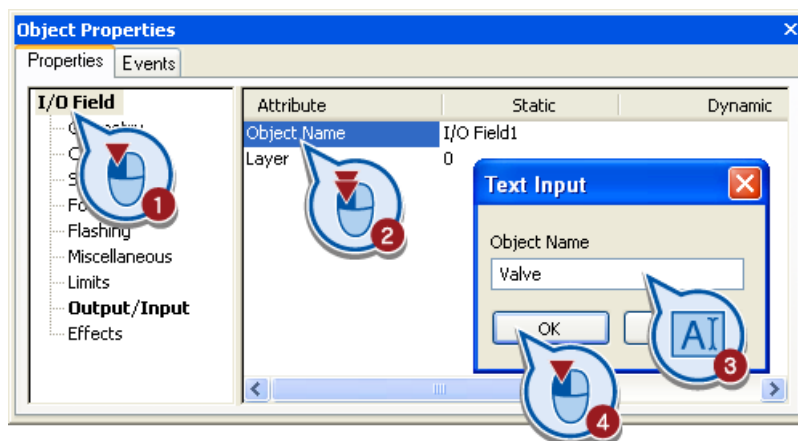 Object Properties
Properties Events
I/O Field
Attribute Static Dynamic
Object Name I/O Field1
Layer 0
Flashing
Miscellaneous
Limits
Output/Input
Effects
Text Input
Object Name
Valve
OK
A
1
2
3
4